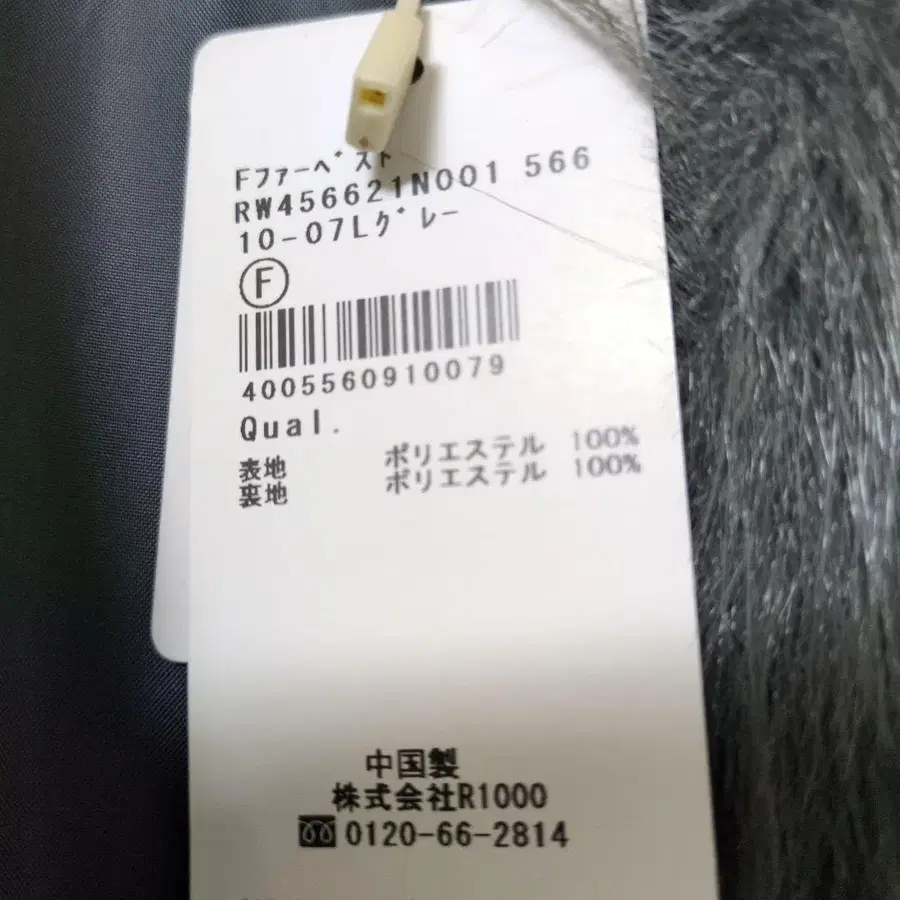 Fﾌｧｰﾍﾞｽﾄ
RW456621N001 566
10-07Lｸﾞﾚｰ
F
4005560910079
Qual.
表地 ポリエステル 100%
裏地 ポリエステル 100%
中国製
株式会社R1000
0120-66-2814